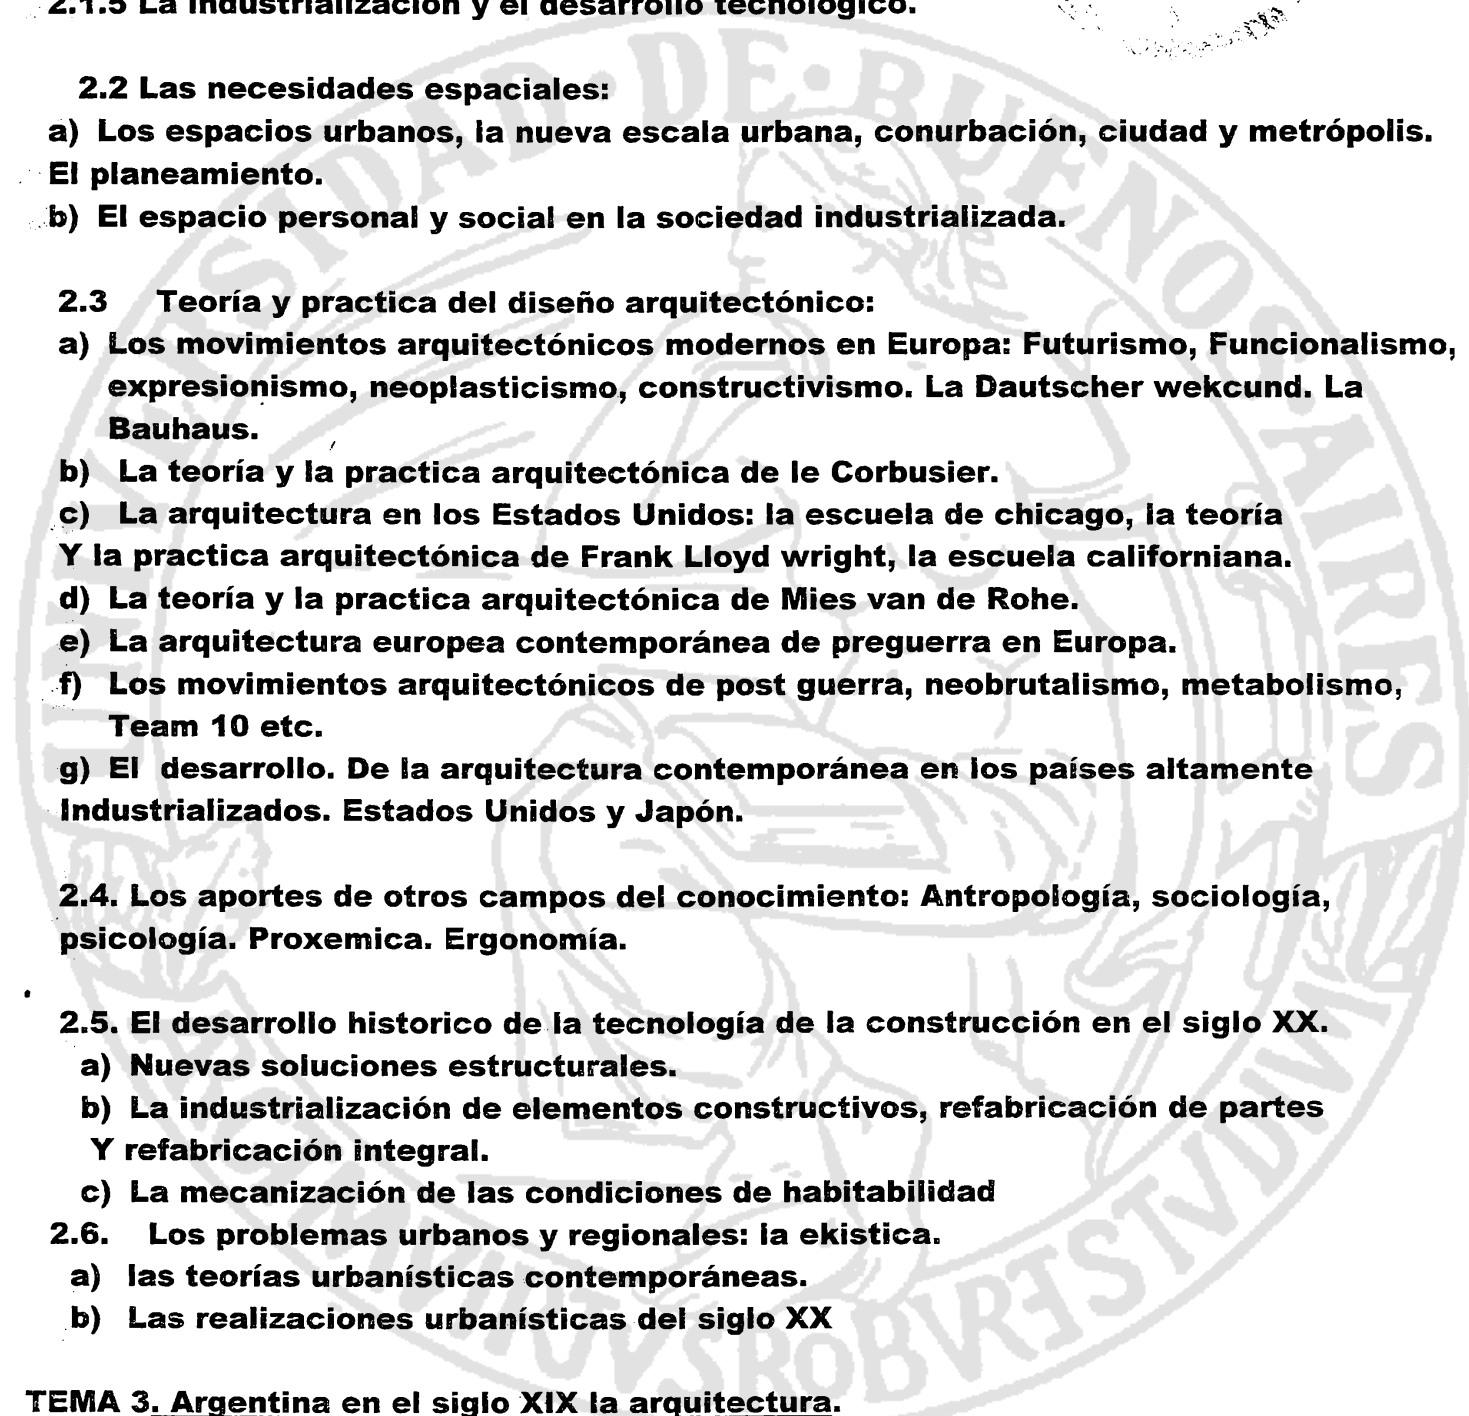 2.1.5 La industrialización y el desarrollo tecnológico.
2.2 Las necesidades espaciales:
a) Los espacios urbanos, la nueva escala urbana, conurbación, ciudad y metrópolis.
El planeamiento.
b) El espacio personal y social en la sociedad industrializada.
2.3 Teoría y practica del diseño arquitectónico:
a) Los movimientos arquitectónicos modernos en Europa: Futurismo, Funcionalismo,
expresionismo, neoplasticismo, constructivismo. La Dautscher wekcund. La
Bauhaus.
b) La teoría y la practica arquitectónica de le Corbusier.
c) La arquitectura en los Estados Unidos: la escuela de chicago, la teoría
Y la practica arquitectónica de Frank Lloyd wright, la escuela californiana.
d) La teoría y la practica arquitectónica de Mies van de Rohe.
e) La arquitectura europea contemporánea de preguerra en Europa.
f) Los movimientos arquitectónicos de post guerra, neobrutalismo, metabolismo,
Team 10 etc.
g) El desarrollo. De la arquitectura contemporánea en los países altamente
Industrializados. Estados Unidos y Japón.
2.4. Los aportes de otros campos del conocimiento: Antropología, sociología,
psicología. Proxemica. Ergonomía.
2.5. El desarrollo historico de la tecnología de la construcción en el siglo XX.
a) Nuevas soluciones estructurales.
b) La industrialización de elementos constructivos, refabricación de partes
Y refabricación integral.
c) La mecanización de las condiciones de habitabilidad
2.6. Los problemas urbanos y regionales: la ekistica.
a) las teorías urbanísticas contemporáneas.
b) Las realizaciones urbanísticas del siglo XX
TEMA 3. Argentina en el siglo XIX la arquitectura.
UNIVERSIDAD · DE · BUENOS · AIRES